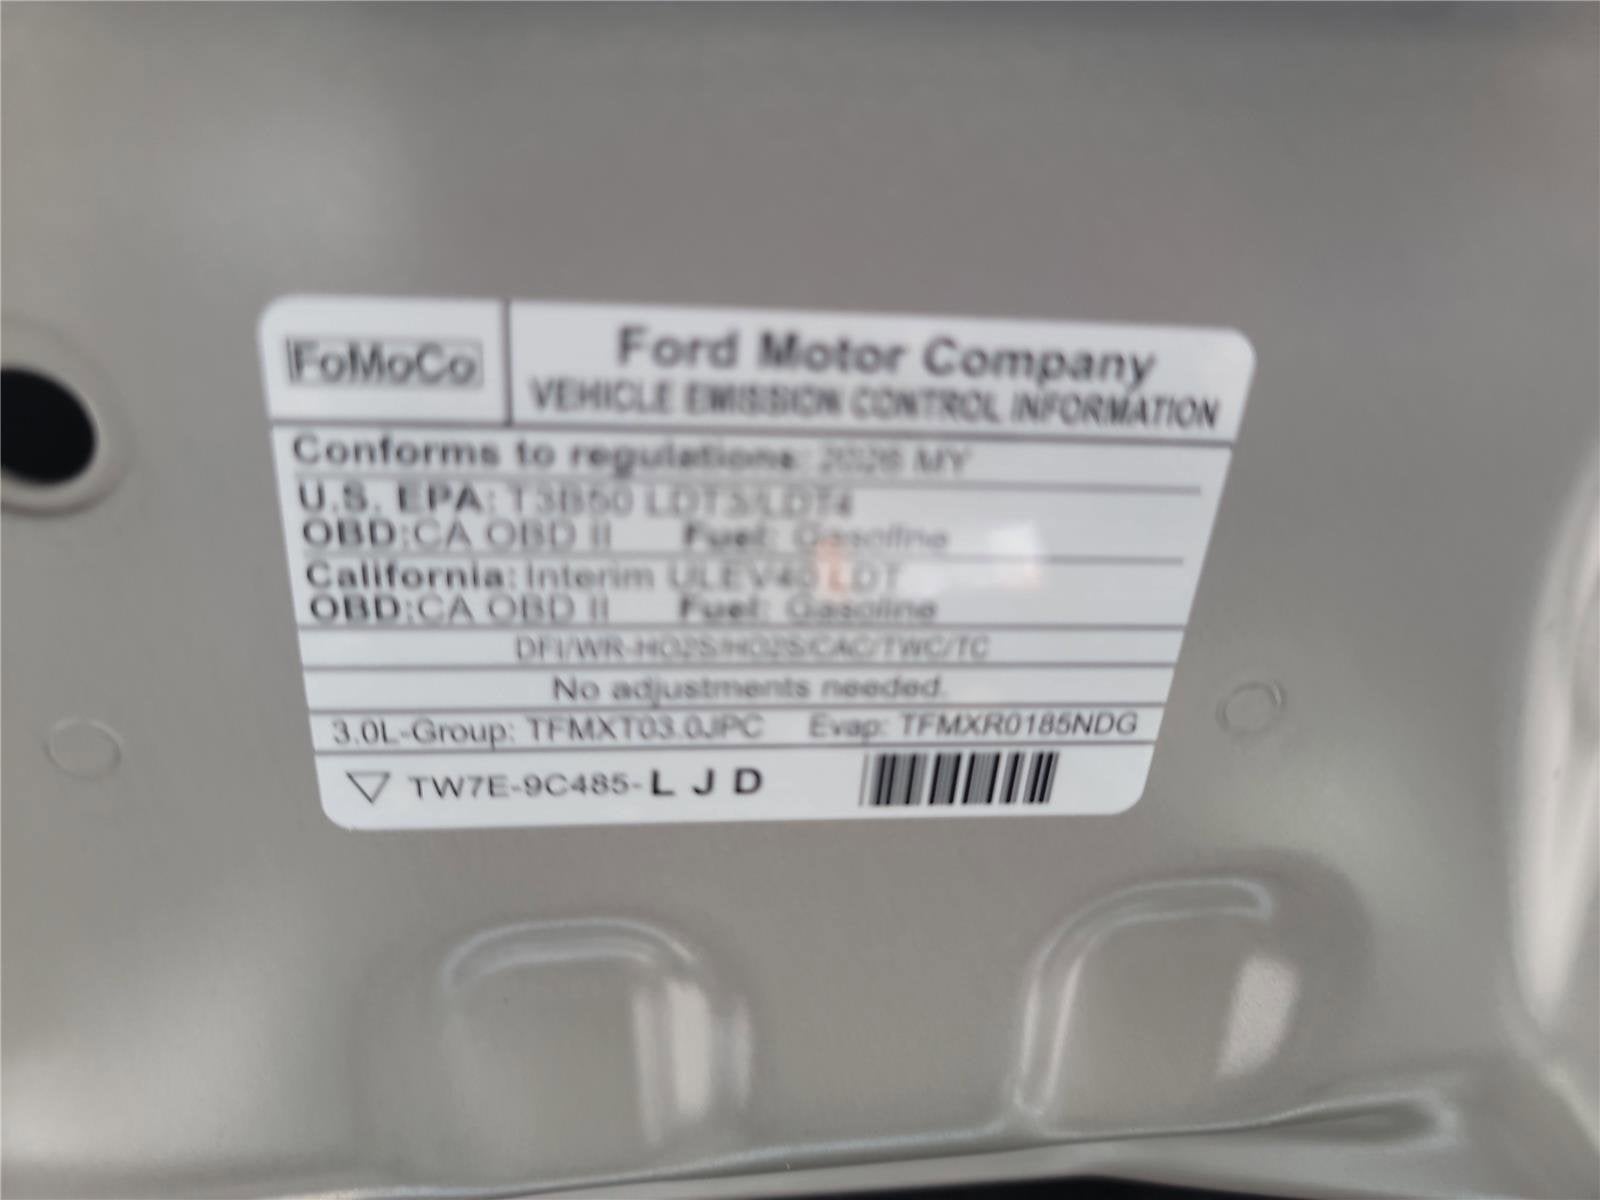 FoMoCo
Ford Motor Company
VEHICLE EMISSION CONTROL INFORMATION
Conforms to regulations: 2026 MY
U.S. EPA: T3B50 LDT3/LDT4
OBD:CA OBD II Fuel: Gasoline
California: Interim ULEV40 LDT
OBD:CA OBD II Fuel: Gasoline
DFI/WR-HO2S/HO2S/CAC/TWC/TC
No adjustments needed.
3.0L-Group: TFMXT03.0JPC Evap: TFMXR0185NDG
TW7E-9C485-L J D